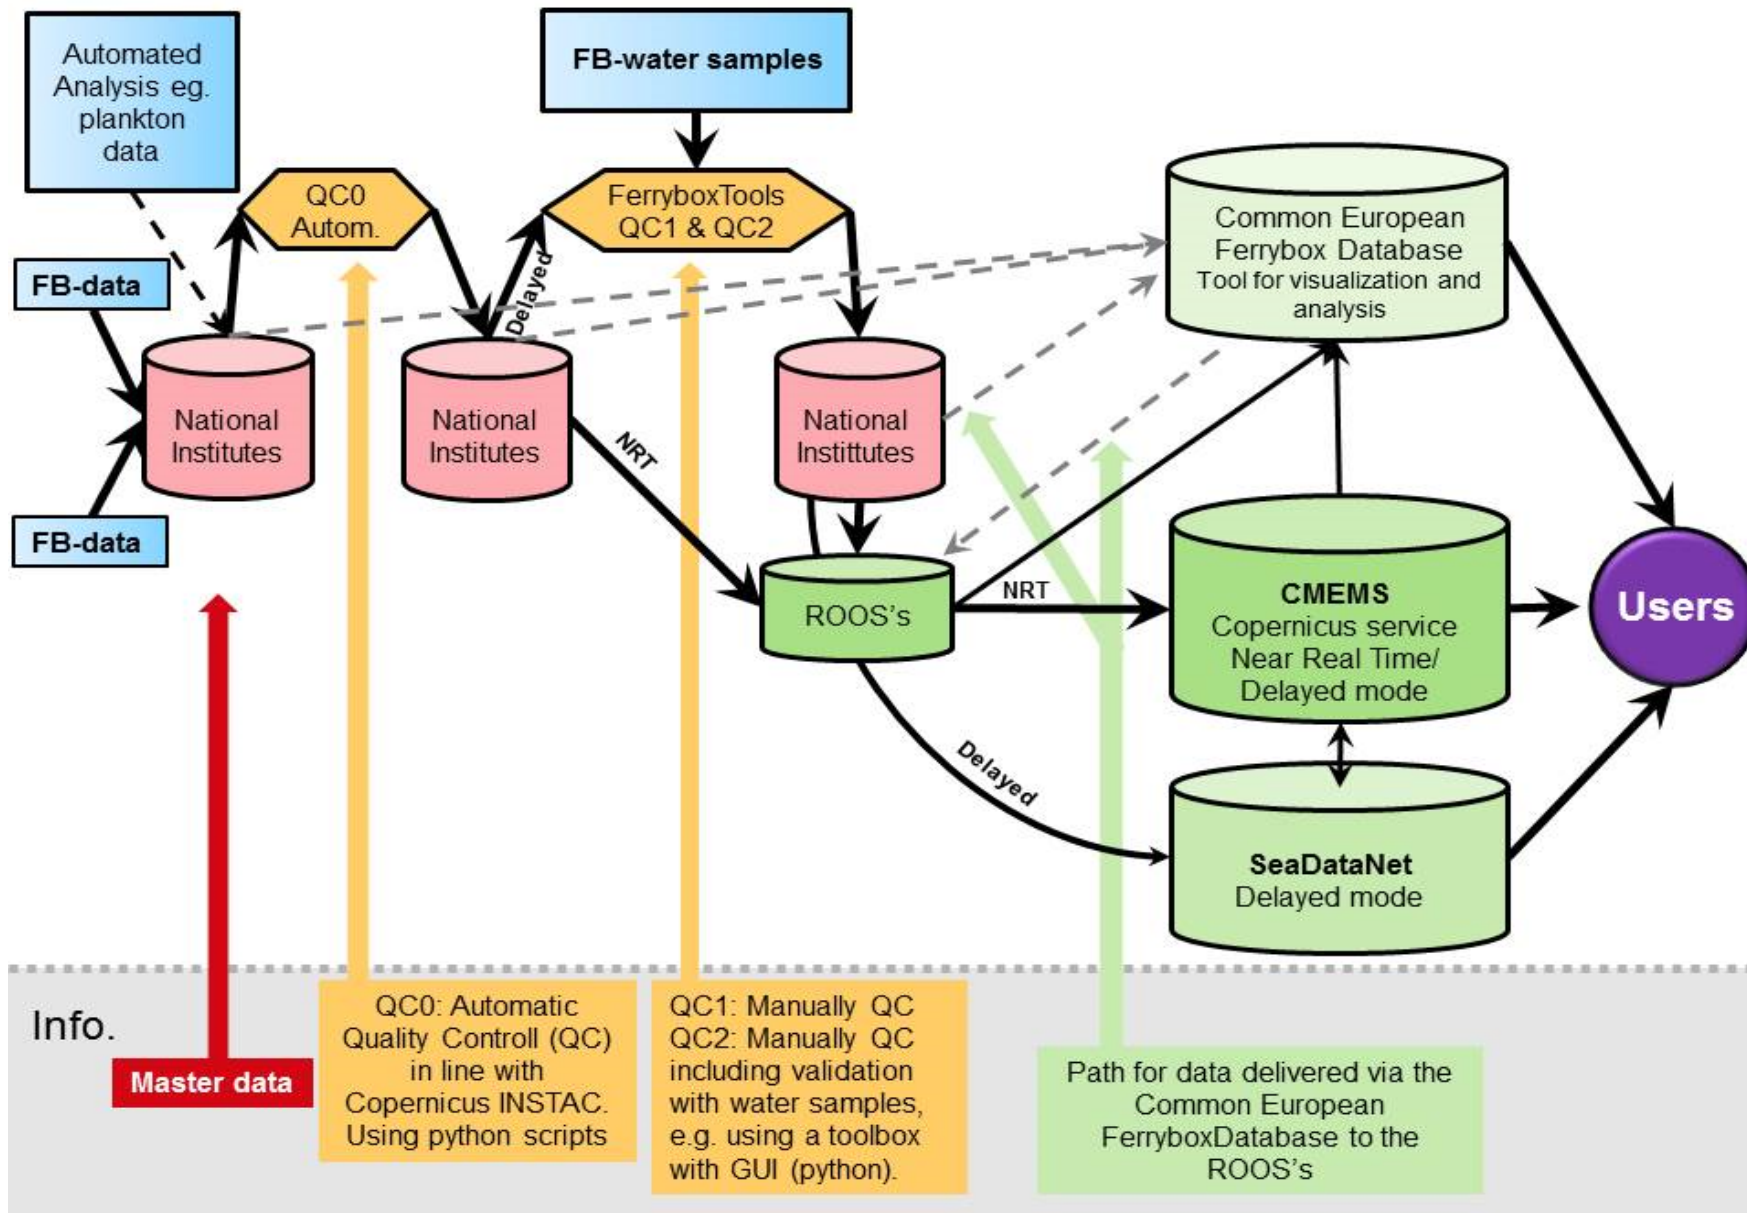 Automated
Analysis eg.
plankton
data
FB-water samples
QC0
Autom.
FerryboxTools
QC1 & QC2
Common European
Ferrybox Database
Tool for visualization and
analysis
FB-data
Delayed
National
Institutes
National
Institutes
NRT
National
Instittutes
FB-data
ROOS's
NRT
CMEMS
Copernicus service
Near Real Time/
Delayed mode
Users
Delayed
SeaDataNet
Delayed mode
Info.
Master data
QC0: Automatic
Quality Controll (QC)
in line with
Copernicus INSTAC.
Using python scripts
QC1: Manually QC
QC2: Manually QC
including validation
with water samples,
e.g. using a toolbox
with GUI (python).
Path for data delivered via the
Common European
FerryboxDatabase to the
ROOS's